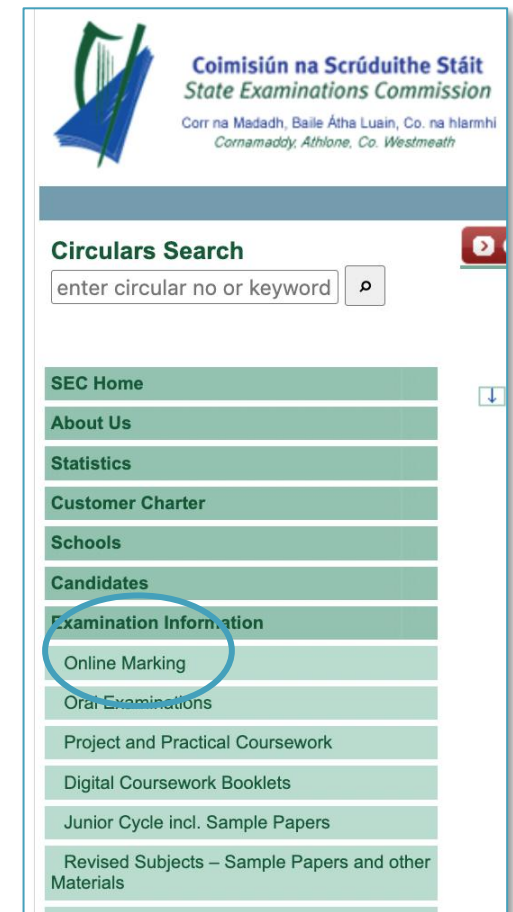 Coimisiún na Scrúduithe Stáit
State Examinations Commission
Corr na Madadh, Baile Átha Luain, Co. na hIarmhí
Cornamaddy, Athlone, Co. Westmeath
Circulars Search
enter circular no or keyword
SEC Home
About Us
Statistics
Customer Charter
Schools
Candidates
Examination Information
Online Marking
Oral Examinations
Project and Practical Coursework
Digital Coursework Booklets
Junior Cycle incl. Sample Papers
Revised Subjects – Sample Papers and other
Materials